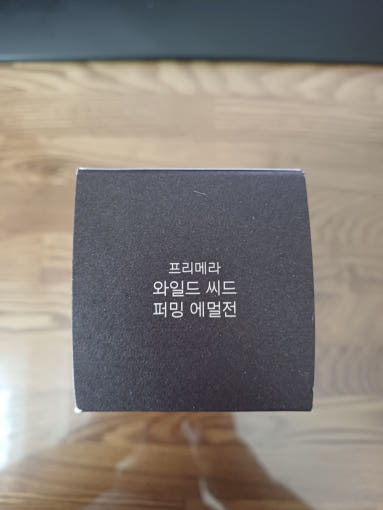 프리메라
와일드 씨드
퍼밍 에멀전